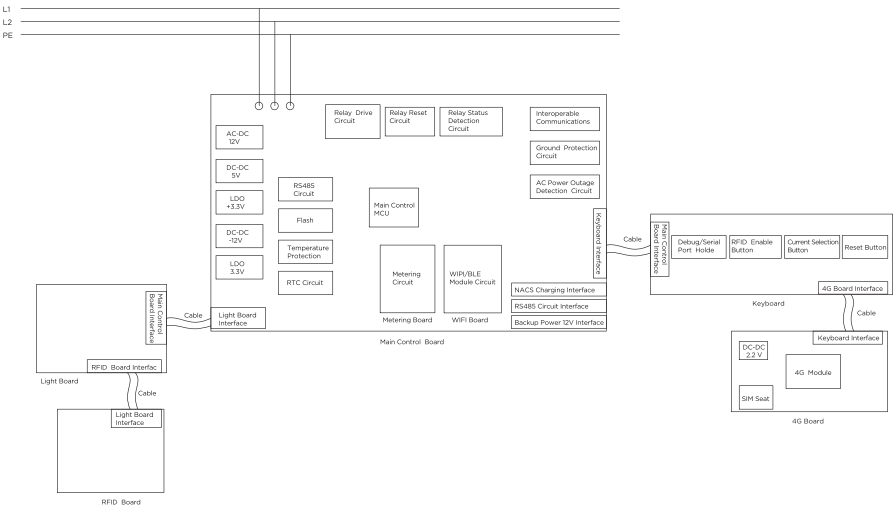 L1
L2
PE
Relay Drive
Circuit
Relay Reset
Circuit
Relay Status
Detection
Circuit
Interoperable
Communications
AC-DC
12V
Ground Protection
Circuit
DC-DC
5V
AC Power Outage
Detection Circuit
RS485
Circuit
LDO
+3.3V
Main Control
MCU
Flash
DC-DC
-12V
Temperature
Protection
LDO
3.3V
RTC Circuit
Metering
Circuit
WIPI/BLE
Module Circuit
Keyboard Interface
NACS Charging Interface
RS485 Circuit Interface
Backup Power 12V Interface
Light Board
Interface
Metering Board
WIFI Board
Main Control Board
Cable
Main Control
Board Interface
Debug/Serial
Port Holde
RFID Enable
Button
Current Selection
Button
Reset Button
4G Board Interface
Keyboard
Cable
Keyboard Interface
DC-DC
2.2 V
4G Module
SIM Seat
4G Board
Cable
Main Control
Board Interface
RFID Board Interfac
Light Board
Cable
Light Board
Interface
RFID Board